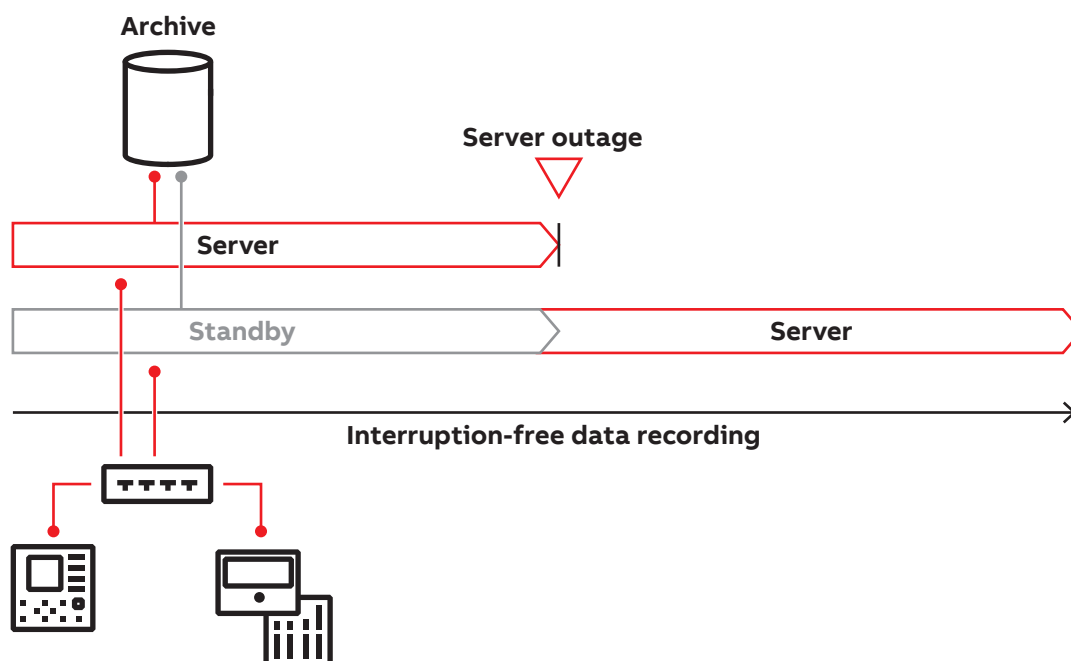 Archive
Server outage
Server
Standby
Server
Interruption-free data recording